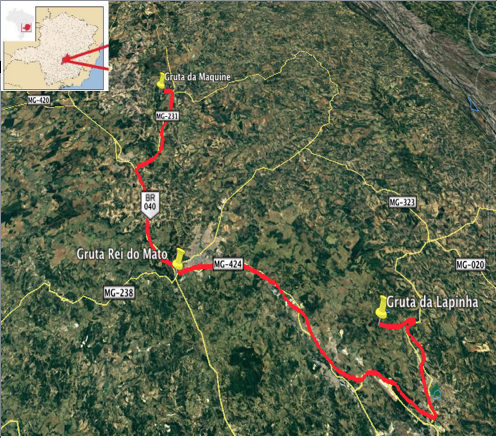 Gruta da Maquine
MG-420
MG-231
BR
040
MG-323
Gruta Rei do Mato
MG-424
MG-020
MG-238
Gruta da Lapinha